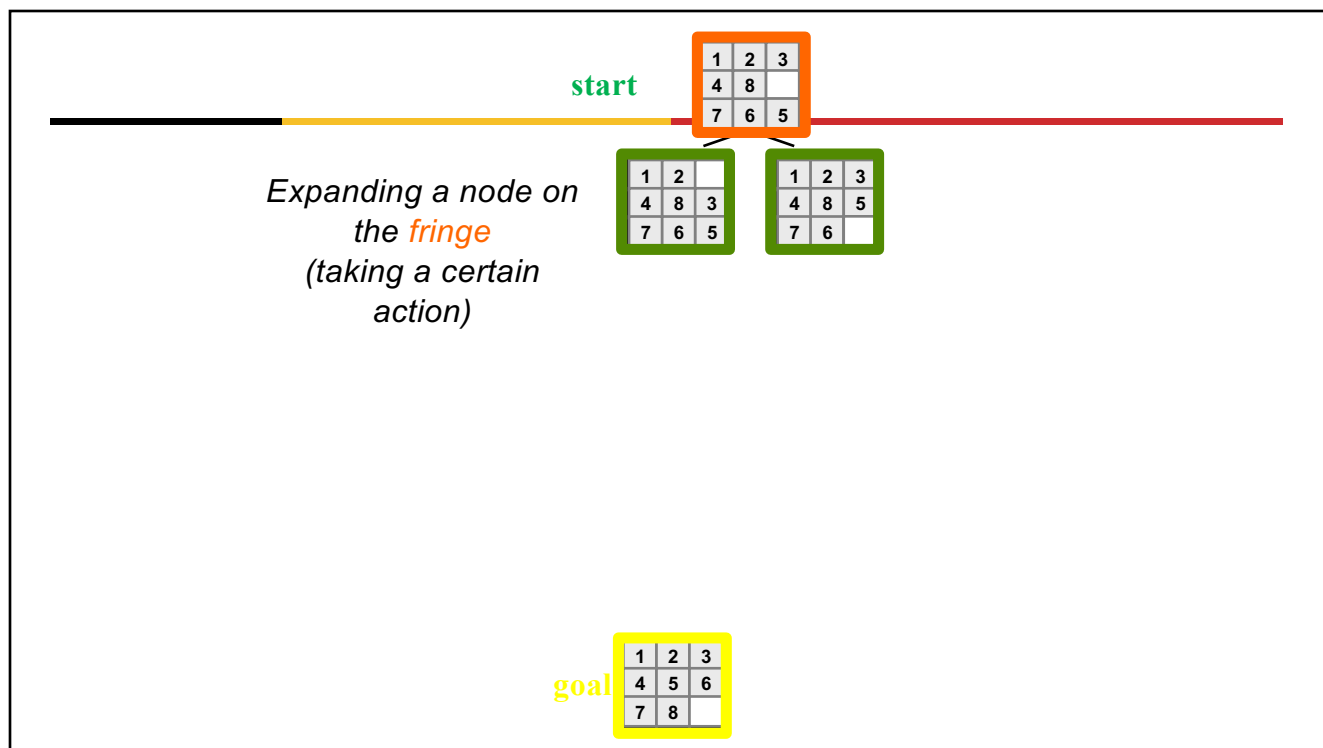 start
1 2 3
4 8
7 6 5
1 2
4 8 3
7 6 5
1 2 3
4 8 5
7 6
Expanding a node on
the fringe
(taking a certain
action)
goal
1 2 3
4 5 6
7 8